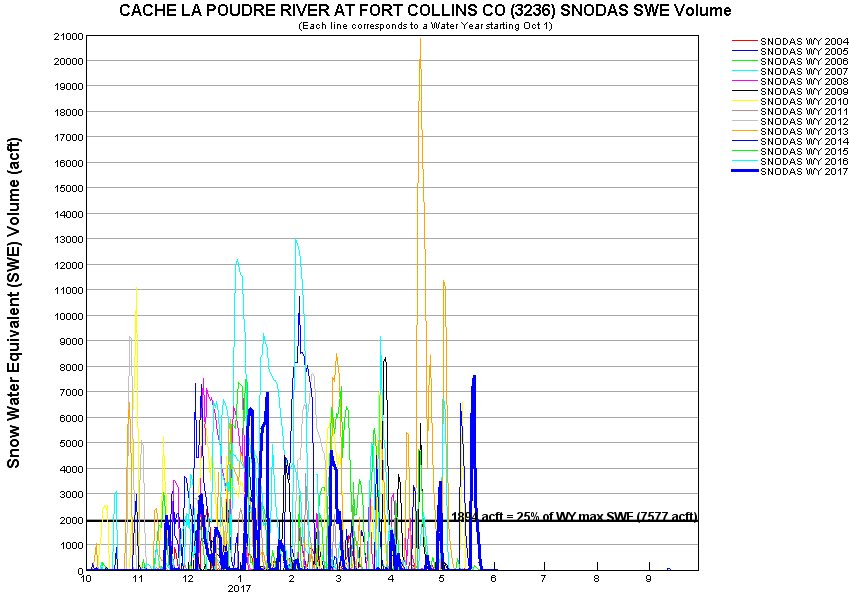 CACHE LA POUDRE RIVER AT FORT COLLINS CO (3236) SNODAS SWE Volume
(Each line corresponds to a Water Year starting Oct 1)
Snow Water Equivalent (SWE) Volume (acft)
21000
20000
19000
18000
17000
16000
15000
14000
13000
12000
11000
10000
9000
8000
7000
6000
5000
4000
3000
2000
1000
0
1894 acft = 25% of WY max SWE (7577 acft)
10 11 12 1 2 3 4 5 6 7 8 9
2017
SNODAS WY 2004
SNODAS WY 2005
SNODAS WY 2006
SNODAS WY 2007
SNODAS WY 2008
SNODAS WY 2009
SNODAS WY 2010
SNODAS WY 2011
SNODAS WY 2012
SNODAS WY 2013
SNODAS WY 2014
SNODAS WY 2015
SNODAS WY 2016
SNODAS WY 2017